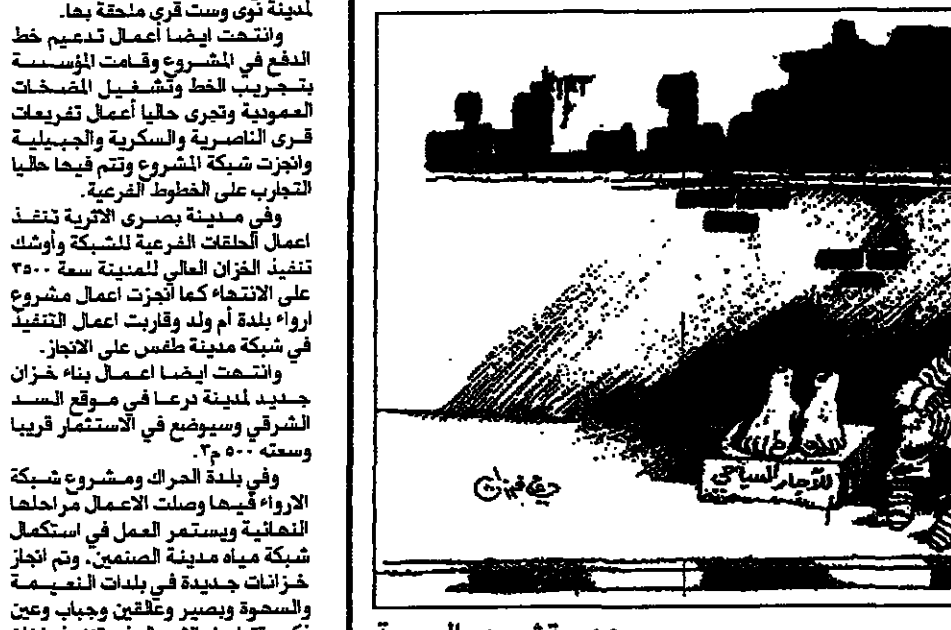 لمدينة نوى وست قرى ملحقة بها.
وانتهت ايضا أعمال تدعيم خط
الدفع في المشروع وقامت المؤسسة
بتجريب الخط وتشغيل المضخات
العمودية وتجرى حاليا أعمال تفريعات
قرى الناصرية والسكرية والجبيلية
وانجزت شبكة المشروع وتتم فيها حاليا
التجارب على الخطوط الفرعية.
وفي مدينة بصرى الاثرية تنفذ
اعمال الحلقات الفرعية للشبكة وأوشك
تنفيذ الخزان العالي للمدينة سعة ٣٥٠٠
على الانتهاء كما انجزت اعمال مشروع
ارواء بلدة أم ولد وقاربت اعمال التنفيذ
في شبكة مدينة طفس على الانجاز.
وانتهت ايضا اعمال بناء خزان
جديد لمدينة درعا في موقع السد
الشرقي وسيوضع في الاستثمار قريبا
وسعته ٥٠٠ م٣.
وفي بلدة الحراك ومشروع شبكة
الارواء فيها وصلت الاعمال مراحلها
النهائية ويستمر العمل في استكمال
شبكة مياه مدينة الصنمين. وتم انجاز
خزانات جديدة في بلدات النعيمة
والسهوة وبصير وعالقين وجباب وعين
للآجار السياحي